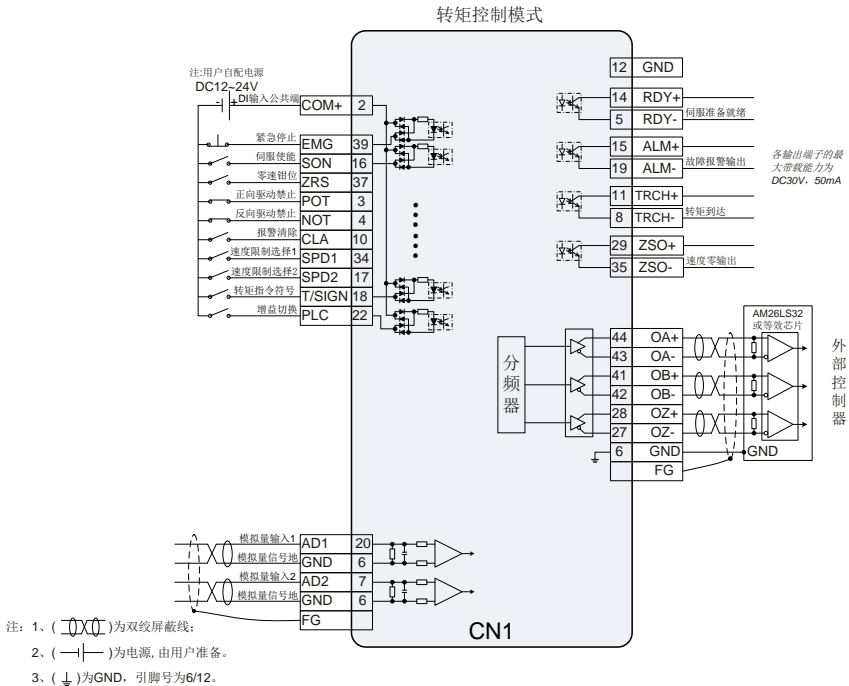 转矩控制模式
注:用户自配电源
DC12~24V
DI输入公共端 COM+ 2
紧急停止 EMG 39
伺服使能 SON 16
零速钳位 ZRS 37
正向驱动禁止 POT 3
反向驱动禁止 NOT 4
报警清除 CLA 10
速度限制选择1 SPD1 34
速度限制选择2 SPD2 17
转矩指令符号 T/SIGN 18
增益切换 PLC 22
12 GND
14 RDY+
5 RDY- 伺服准备就绪
15 ALM+
19 ALM- 故障报警输出
11 TRCH+
8 TRCH- 转矩到达
29 ZSO+
35 ZSO- 速度零输出
各输出端子的最
大带载能力为
DC30V，50mA
分频器
44 OA+
43 OA-
41 OB+
42 OB-
28 OZ+
27 OZ-
6 GND
FG
AM26LS32
或等效芯片
GND
外部控制器
模拟量输入1 AD1 20
模拟量信号地 GND 6
模拟量输入2 AD2 7
模拟量信号地 GND 6
FG
CN1
注：1、( )为双绞屏蔽线；
2、( )为电源, 由用户准备。
3、( )为GND，引脚号为6/12。